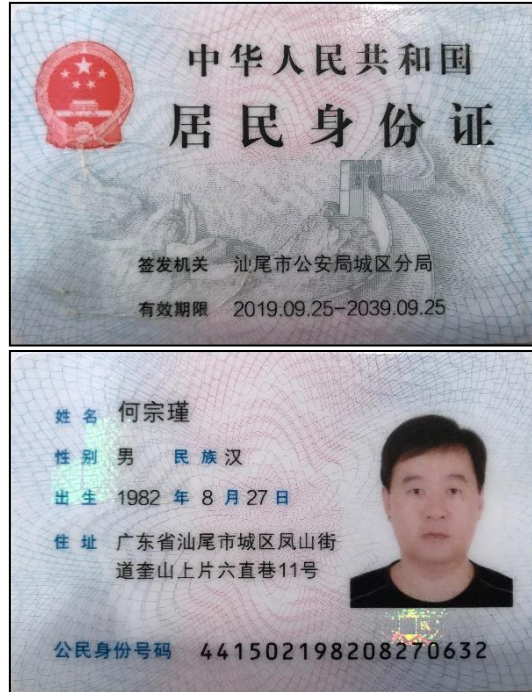 中华人民共和国
居民身份证
签发机关 汕尾市公安局城区分局
有效期限 2019.09.25-2039.09.25
姓名 何宗瑾
性别 男 民族 汉
出生 1982 年 8 月 27 日
住址 广东省汕尾市城区凤山街
道奎山上片六直巷11号
公民身份号码 441502198208270632